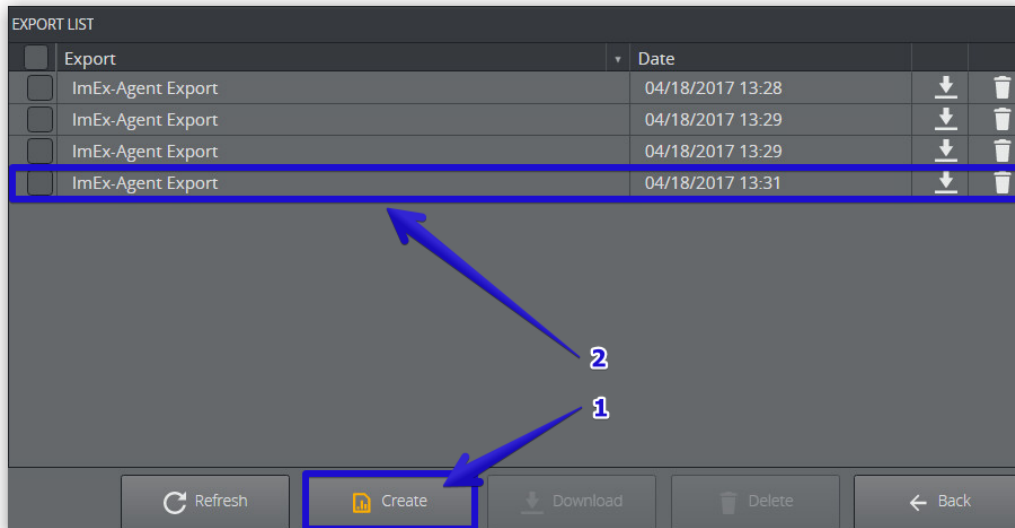 EXPORT LIST
Export Date
ImEx-Agent Export 04/18/2017 13:28
ImEx-Agent Export 04/18/2017 13:29
ImEx-Agent Export 04/18/2017 13:29
ImEx-Agent Export 04/18/2017 13:31
2
1
Refresh Create Download Delete Back